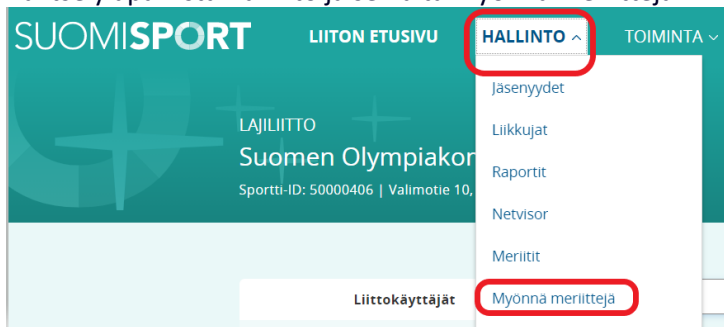 SUOMISPORT LIITON ETUSIVU HALLINTO TOIMINTA
Jäsenyydet
LAJILIITTO
Liikkujat
Suomen Olympiakor
Raportit
Sportti-ID: 50000406 | Valimotie 10,
Netvisor
Meriitit
Liittokäyttäjät Myönnä meriittejä